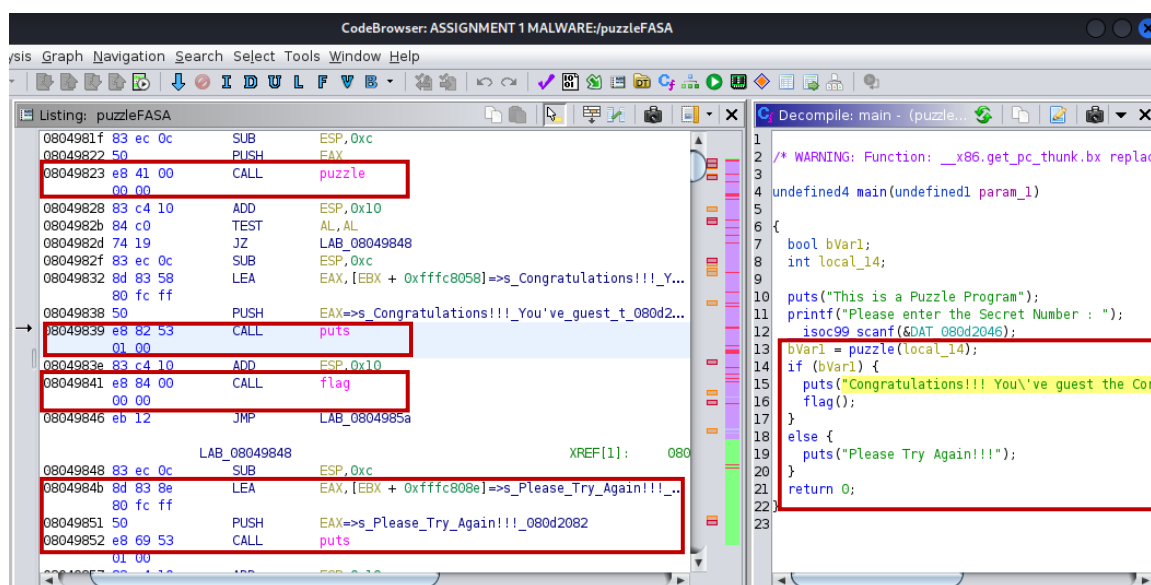 CodeBrowser: ASSIGNMENT 1 MALWARE:/puzzleFASA
ysis Graph Navigation Search Select Tools Window Help
I D U L F V B
Listing: puzzleFASA
0804981f 83 ec 0c SUB ESP,0xc
08049822 50 PUSH EAX
08049823 e8 41 00 CALL puzzle
00 00
08049828 83 c4 10 ADD ESP,0x10
0804982b 84 c0 TEST AL,AL
0804982d 74 19 JZ LAB_08049848
0804982f 83 ec 0c SUB ESP,0xc
08049832 8d 83 58 LEA EAX,[EBX + 0xfffc8058]=>s_Congratulations!!!_Y...
80 fc ff
08049838 50 PUSH EAX=>s_Congratulations!!!_You've_guest_t_080d2...
08049839 e8 82 53 CALL puts
01 00
0804983e 83 c4 10 ADD ESP,0x10
08049841 e8 84 00 CALL flag
00 00
08049846 eb 12 JMP LAB_0804985a
LAB_08049848 XREF[1]: 080
08049848 83 ec 0c SUB ESP,0xc
0804984b 8d 83 8e LEA EAX,[EBX + 0xfffc808e]=>s_Please_Try_Again!!!_...
80 fc ff
08049851 50 PUSH EAX=>s_Please_Try_Again!!!_080d2082
08049852 e8 69 53 CALL puts
01 00
Decompile: main - (puzzle...
1
2 /* WARNING: Function: __x86.get_pc_thunk.bx replac
3
4 undefined4 main(undefined1 param_1)
5
6 {
7 bool bVar1;
8 int local_14;
9
10 puts("This is a Puzzle Program");
11 printf("Please enter the Secret Number : ");
12 isoc99_scanf(&DAT_080d2046);
13 bVar1 = puzzle(local_14);
14 if (bVar1) {
15 puts("Congratulations!!! You\'ve guest the Cor
16 flag();
17 }
18 else {
19 puts("Please Try Again!!!");
20 }
21 return 0;
22 }
23